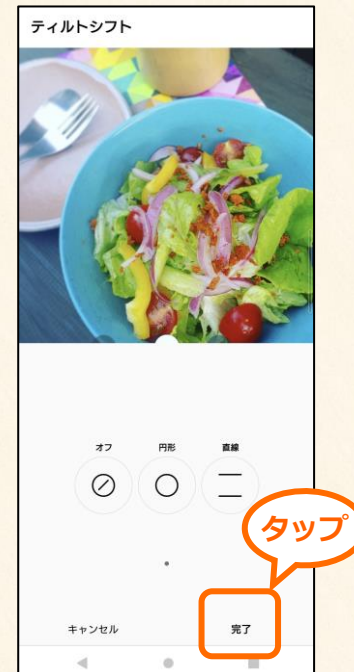 ティルトシフト
オフ 円形 直線
タップ
キャンセル 完了